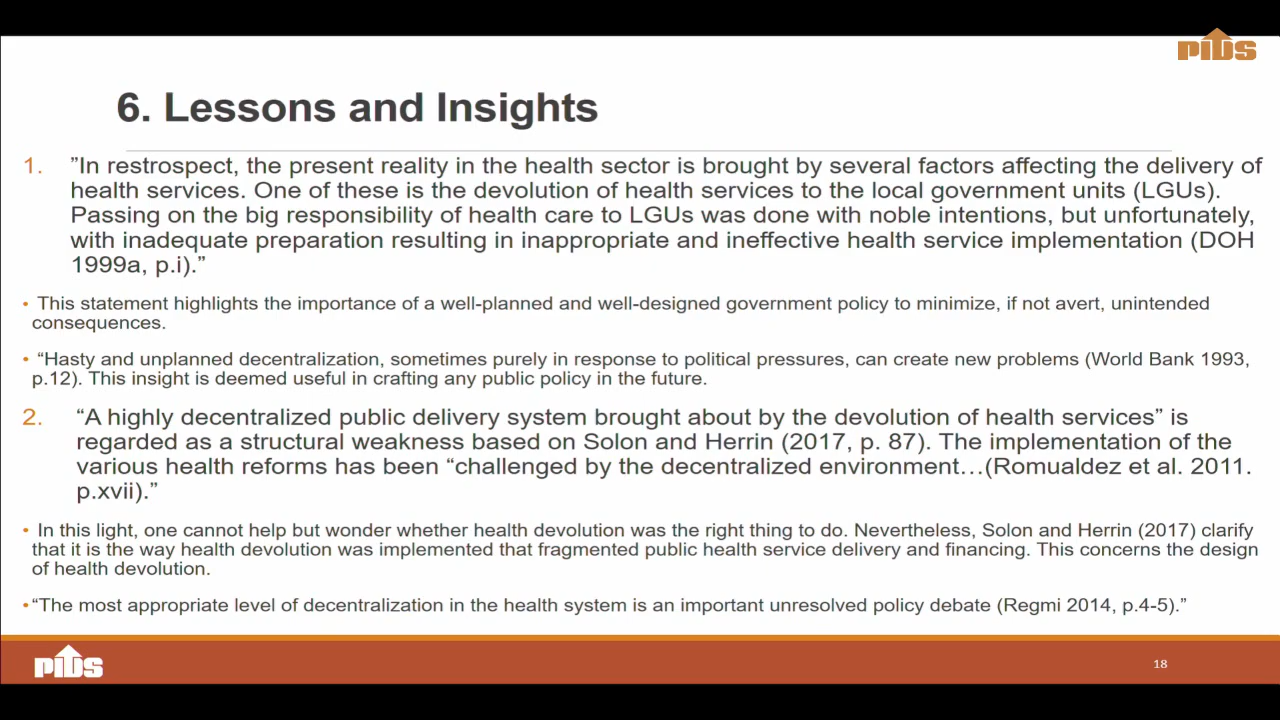 PIDS
6. Lessons and Insights
1. ”In restrospect, the present reality in the health sector is brought by several factors affecting the delivery of
health services. One of these is the devolution of health services to the local government units (LGUs).
Passing on the big responsibility of health care to LGUs was done with noble intentions, but unfortunately,
with inadequate preparation resulting in inappropriate and ineffective health service implementation (DOH
1999a, p.i).”
• This statement highlights the importance of a well-planned and well-designed government policy to minimize, if not avert, unintended
consequences.
• “Hasty and unplanned decentralization, sometimes purely in response to political pressures, can create new problems (World Bank 1993,
p.12). This insight is deemed useful in crafting any public policy in the future.
2. “A highly decentralized public delivery system brought about by the devolution of health services” is
regarded as a structural weakness based on Solon and Herrin (2017, p. 87). The implementation of the
various health reforms has been “challenged by the decentralized environment…(Romualdez et al. 2011.
p.xvii).”
• In this light, one cannot help but wonder whether health devolution was the right thing to do. Nevertheless, Solon and Herrin (2017) clarify
that it is the way health devolution was implemented that fragmented public health service delivery and financing. This concerns the design
of health devolution.
• “The most appropriate level of decentralization in the health system is an important unresolved policy debate (Regmi 2014, p.4-5).”
PIDS
18